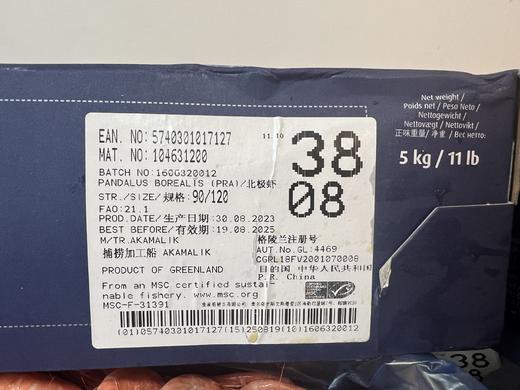 Net weight /
Poids net / Peso Neto /
Nettogewicht /
Nettovægt / Nettovikt /
正味重量 / 净重 / Вес нетто:
5 kg / 11 lb
EAN. NO: 5740301017127
11.10
MAT. NO: 104631200
38
08
BATCH NO: 1606320012
PANDALUS BOREALIS (PRA)/北极虾
STR./SIZE/规格: 90/120
FAO: 21.1
PROD.DATE/生产日期: 30.08.2023
BEST BEFORE/有效期: 19.08.2025
M/TR.AKAMALIK
格陵兰注册号
捕捞加工船 AKAMALIK
AUT.No.GL:4469
CGRL18FV2001070008
PRODUCT OF GREENLAND
目的国 中华人民共和国
P.R. China
From an MSC certified sustai-
nable fishery. www.msc.org
MSC-F-31391
(01)05740301017127(15)250819(10)1606320012
38
08